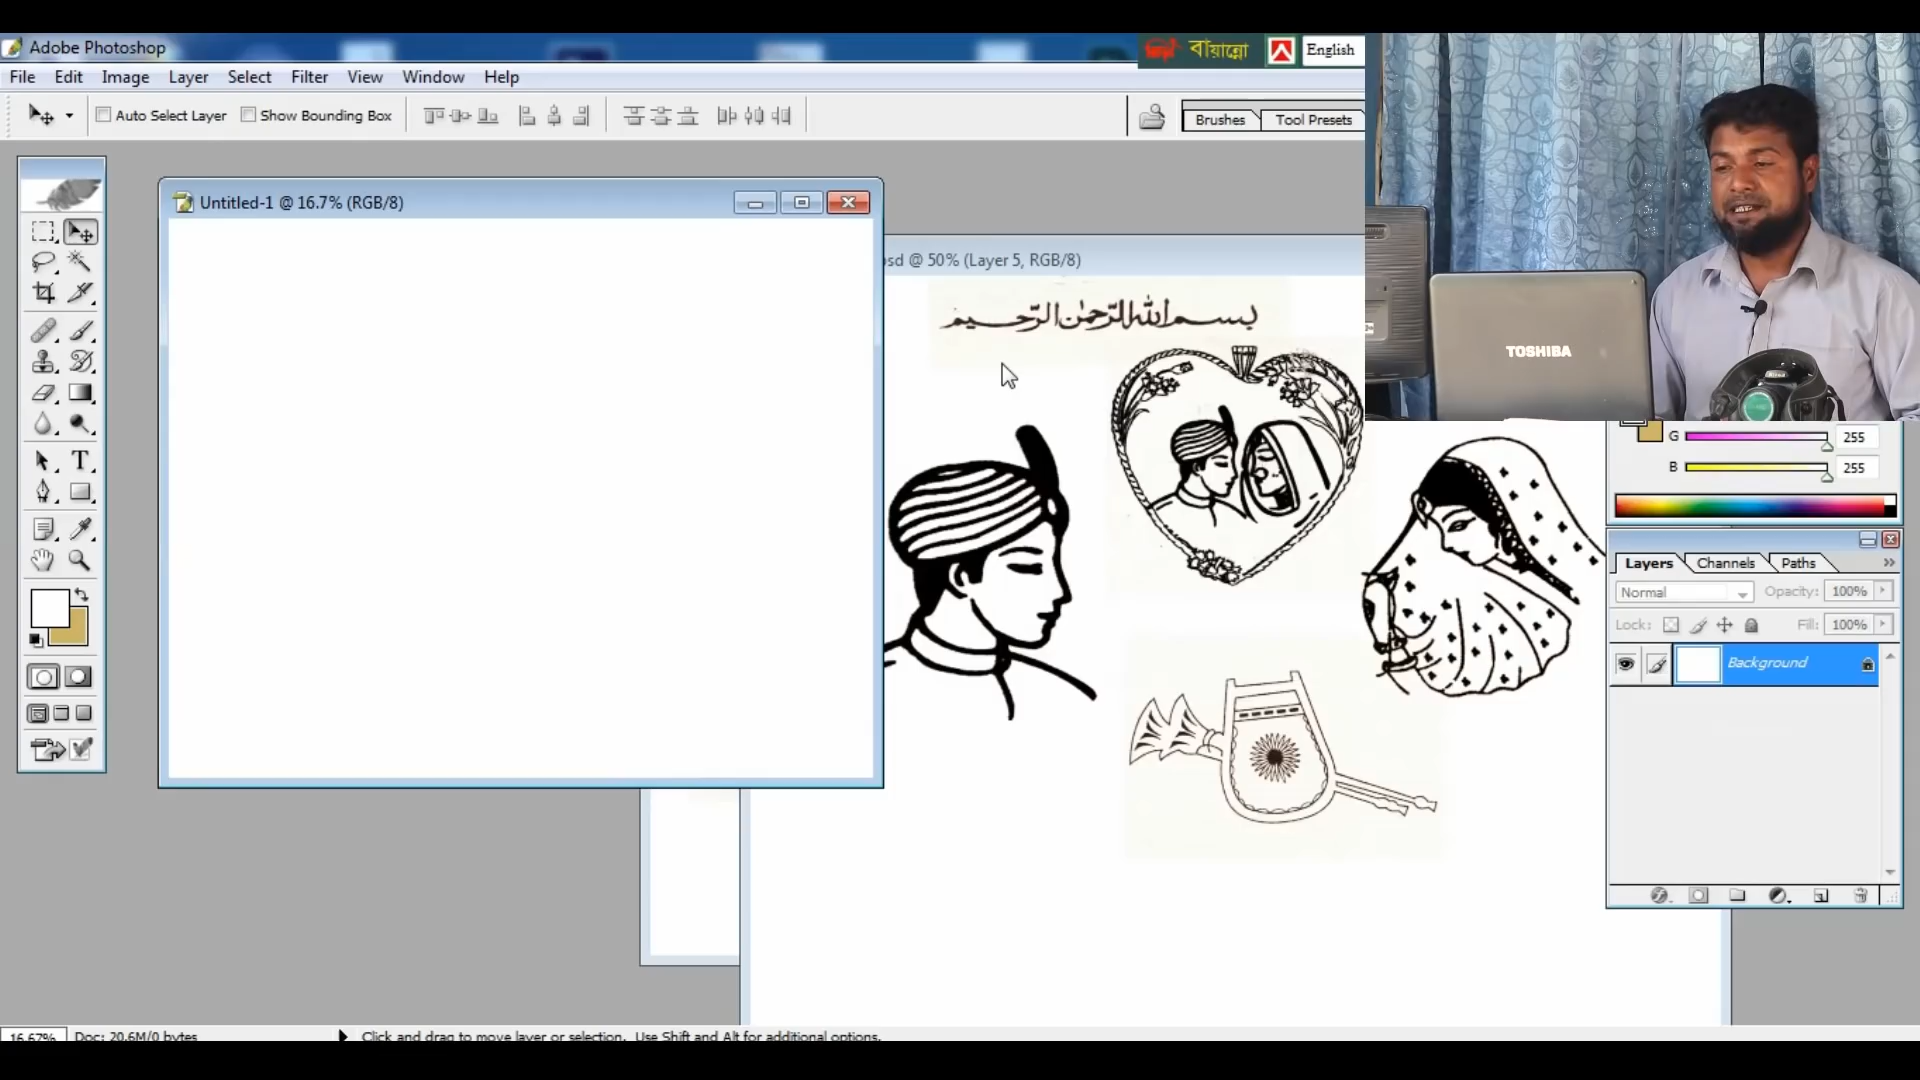 Adobe Photoshop
বায়ান্নো
English
File Edit Image Layer Select Filter View Window Help
Auto Select Layer Show Bounding Box
Brushes Tool Presets
Untitled-1 @ 16.7% (RGB/8)
@ 50% (Layer 5, RGB/8)
بسم الله الرحمن الرحيم
TOSHIBA
G 255
B 255
Layers Channels Paths
Normal Opacity: 100%
Lock: Fill: 100%
Background
16.67% Doc: 20.6M/0 bytes Click and drag to move layer or selection. Use Shift and Alt for additional options.